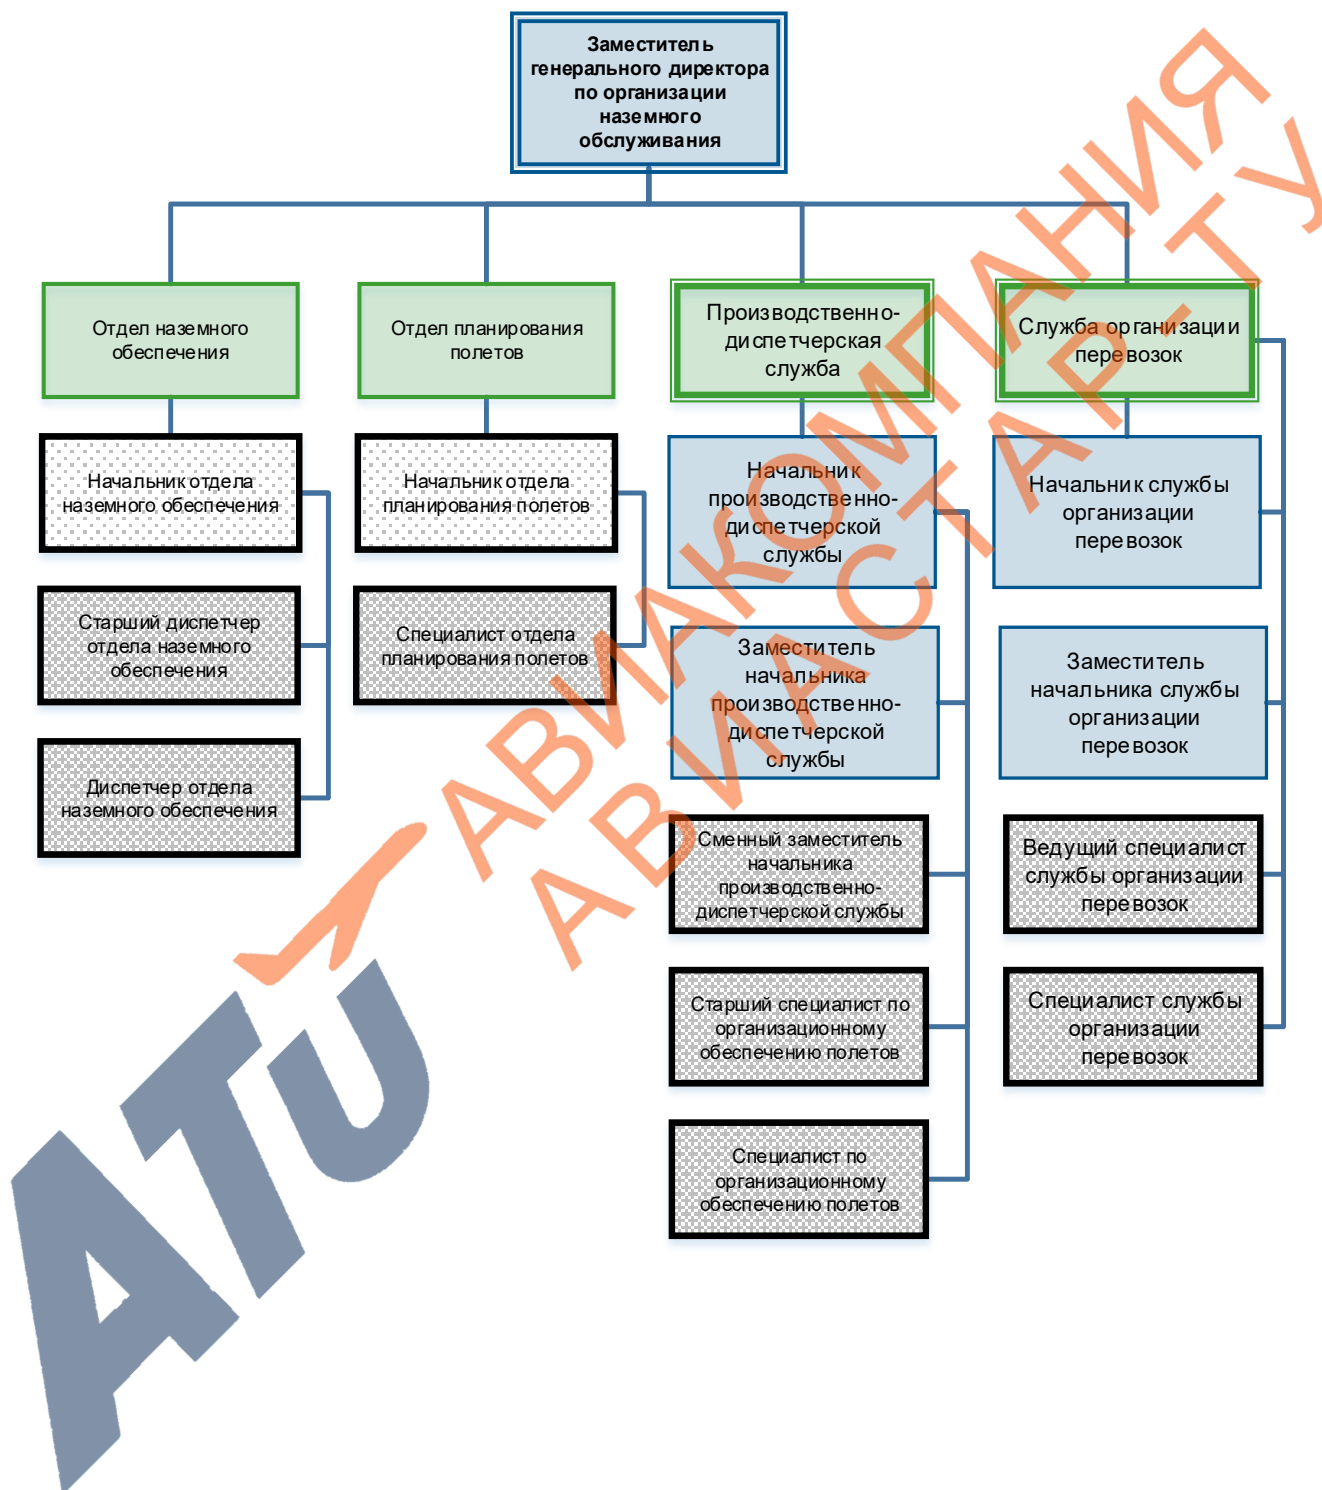 Заместитель
генерального директора
по организации
наземного
обслуживания
Отдел наземного
обеспечения
Отдел планирования
полетов
Производственно-
диспетчерская
служба
Служба организации
перевозок
Начальник отдела
наземного обеспечения
Старший диспетчер
отдела наземного
обеспечения
Диспетчер отдела
наземного обеспечения
Начальник отдела
планирования полетов
Специалист отдела
планирования полетов
Начальник
производственно-
диспетчерской
службы
Заместитель
начальника
производственно-
диспетчерской
службы
Сменный заместитель
начальника
производственно-
диспетчерской службы
Старший специалист по
организационному
обеспечению полетов
Специалист по
организационному
обеспечению полетов
Начальник службы
организации
перевозок
Заместитель
начальника службы
организации
перевозок
Ведущий специалист
службы организации
перевозок
Специалист службы
организации
перевозок
АВИАКОМПАНИЯ
АВИАСТАР-ТУ
ATU